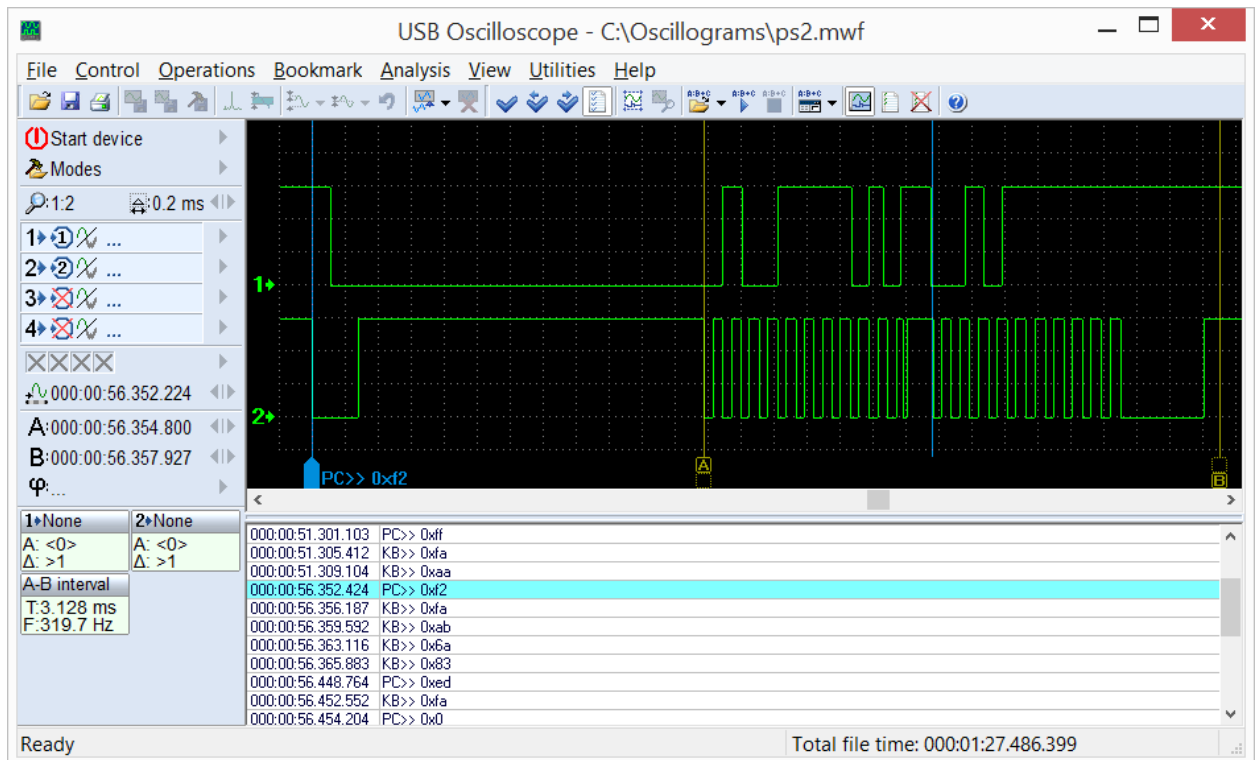 USB Oscilloscope - C:\Oscillograms\ps2.mwf
File Control Operations Bookmark Analysis View Utilities Help
A:B+C A:B+C A:B+C A:B+C
Start device
Modes
1:2 0.2 ms
1 1 ...
2 2 ...
3 ...
4 ...
000:00:56.352.224
A:000:00:56.354.800
B:000:00:56.357.927
φ:...
1 None 2 None
A: <0> A: <0>
Δ: >1 Δ: >1
A-B interval
T:3.128 ms
F:319.7 Hz
1
2
PC>> 0xf2
A
B
000:00:51.301.103 PC>> 0xff
000:00:51.305.412 KB>> 0xfa
000:00:51.309.104 KB>> 0xaa
000:00:56.352.424 PC>> 0xf2
000:00:56.356.187 KB>> 0xfa
000:00:56.359.592 KB>> 0xab
000:00:56.363.116 KB>> 0x6a
000:00:56.365.883 KB>> 0x83
000:00:56.448.764 PC>> 0xed
000:00:56.452.552 KB>> 0xfa
000:00:56.454.204 PC>> 0x0
Ready Total file time: 000:01:27.486.399